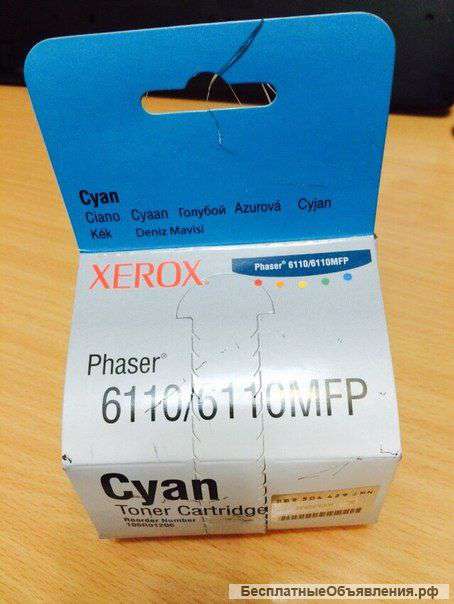 Cyan
Ciano Cyaan Голубой Azurová Cyjan
Kék Deniz Mavisi
XEROX®
Phaser® 6110/6110MFP
Phaser®
6110/6110MFP
Cyan
Toner Cartridge
Reorder Number
106R01206
БесплатныеОбъявления.рф